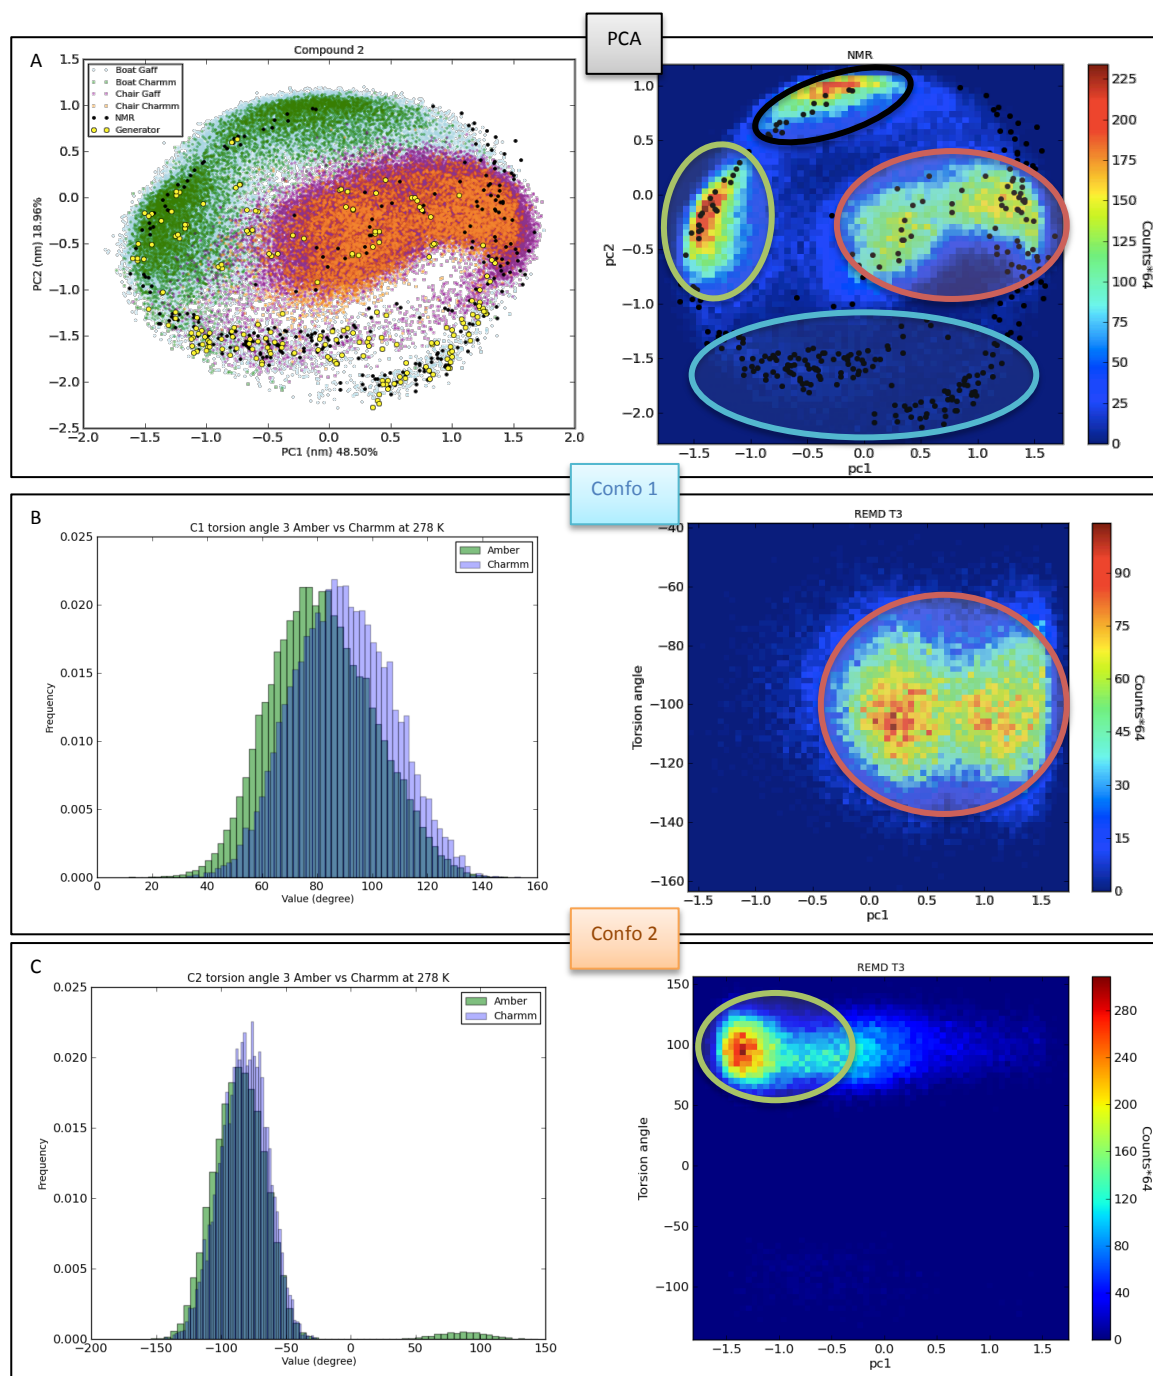 PCA
A
Compound 2
1.5
1.0
0.5
0.0
−0.5
−1.0
−1.5
−2.0
−2.5
PC2 (nm) 18.96%
Boat Gaff
Boat Charmm
Chair Gaff
Chair Charmm
NMR
Generator
−2.0 −1.5 −1.0 −0.5 0.0 0.5 1.0 1.5 2.0
PC1 (nm) 48.50%
NMR
1.0
0.5
0.0
−0.5
−1.0
−1.5
−2.0
pc2
−1.5 −1.0 −0.5 0.0 0.5 1.0 1.5
pc1
225
200
175
150
125
100
75
50
25
0
Counts*64
Confo 1
B
C1 torsion angle 3 Amber vs Charmm at 278 K
0.025
0.020
0.015
0.010
0.005
0.000
Frequency
Amber
Charmm
0 20 40 60 80 100 120 140 160
Value (degree)
REMD T3
−40
−60
−80
−100
−120
−140
−160
Torsion angle
−1.5 −1.0 −0.5 0.0 0.5 1.0 1.5
pc1
90
75
60
45
30
15
0
Counts*64
Confo 2
C
C2 torsion angle 3 Amber vs Charmm at 278 K
0.025
0.020
0.015
0.010
0.005
0.000
Frequency
Amber
Charmm
−200 −150 −100 −50 0 50 100 150
Value (degree)
REMD T3
150
100
50
0
−50
−100
Torsion angle
−1.5 −1.0 −0.5 0.0 0.5 1.0 1.5
pc1
280
240
200
160
120
80
40
0
Counts*64